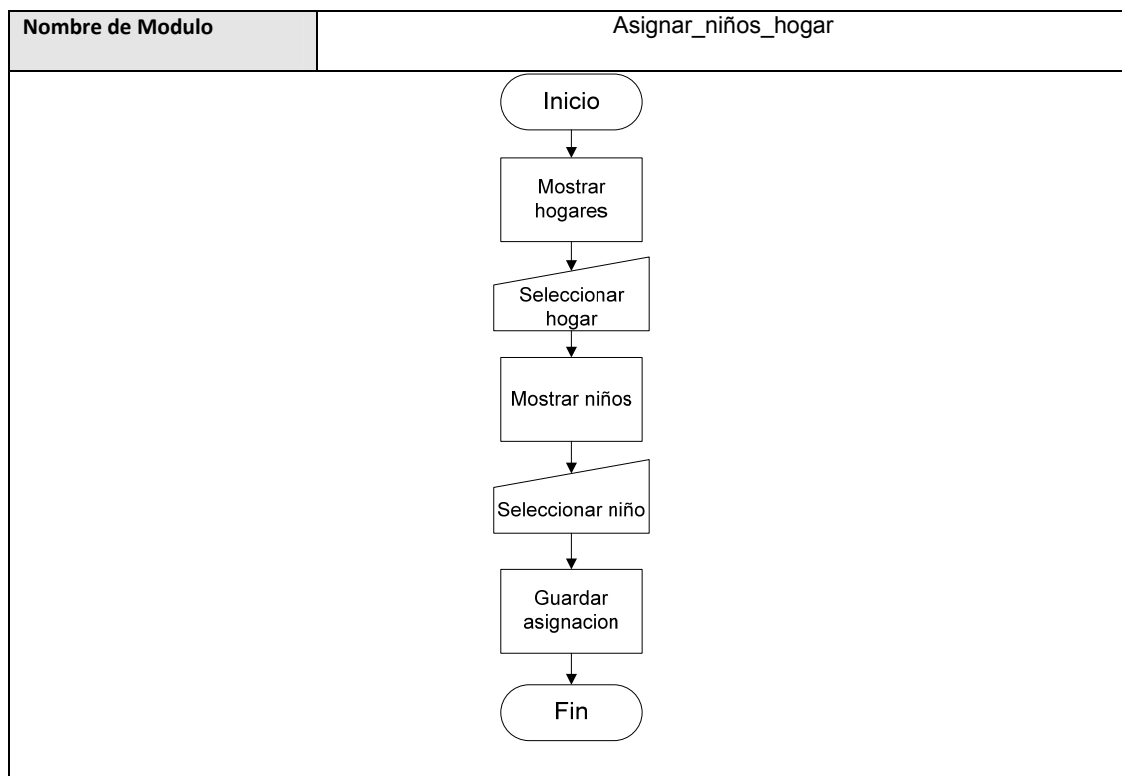 Nombre de Modulo
Asignar_niños_hogar
Inicio
Mostrar
hogares
Seleccionar
hogar
Mostrar niños
Seleccionar niño
Guardar
asignacion
Fin